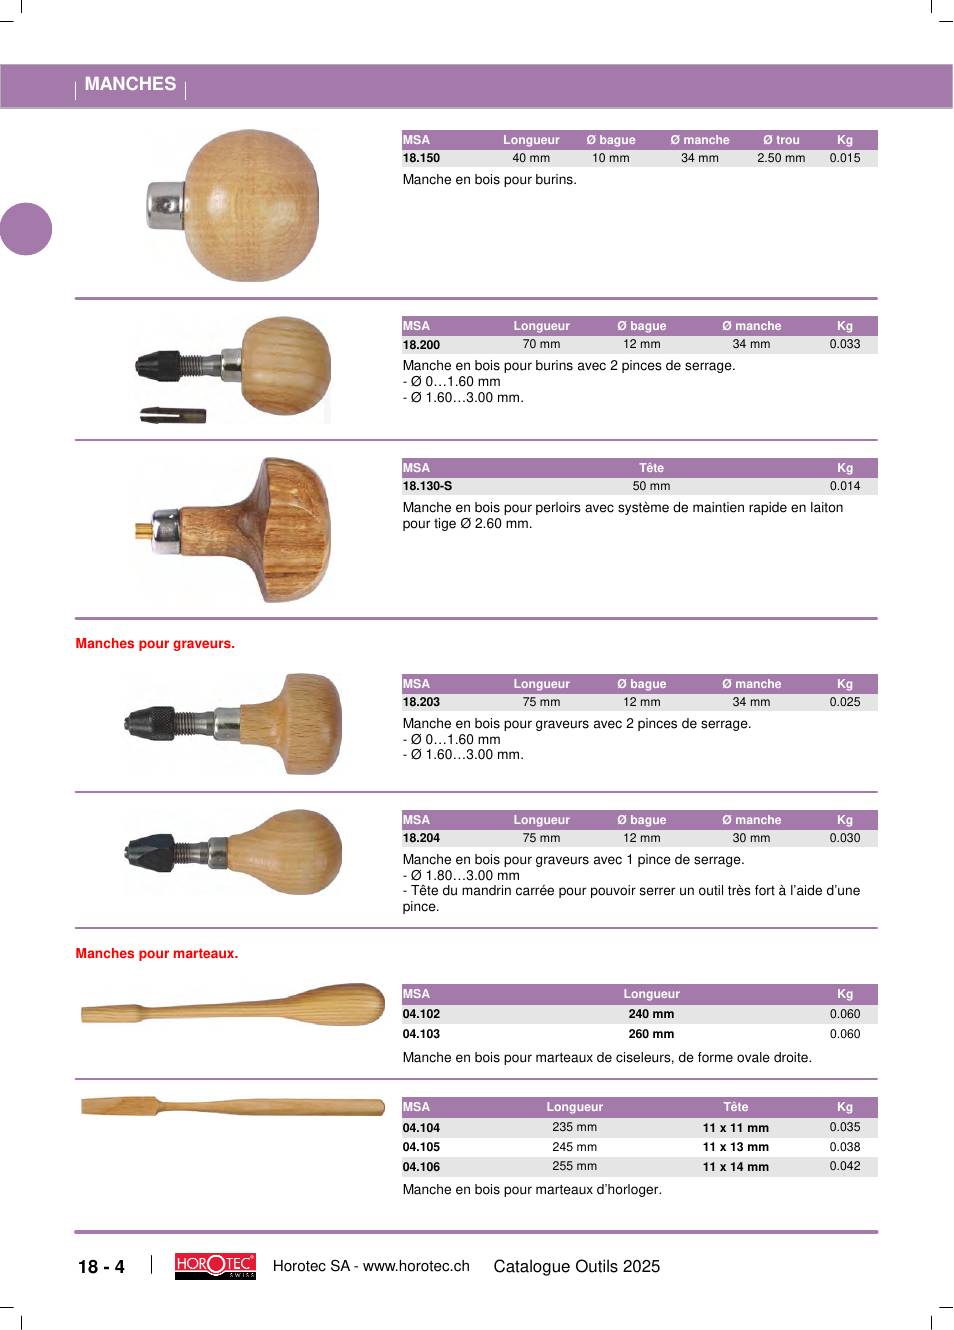 MANCHES
MSA Longueur Ø bague Ø manche Ø trou Kg
18.150 40 mm 10 mm 34 mm 2.50 mm 0.015
Manche en bois pour burins.
MSA Longueur Ø bague Ø manche Kg
18.200 70 mm 12 mm 34 mm 0.033
Manche en bois pour burins avec 2 pinces de serrage.
- Ø 0…1.60 mm
- Ø 1.60…3.00 mm.
MSA Tête Kg
18.130-S 50 mm 0.014
Manche en bois pour perloirs avec système de maintien rapide en laiton
pour tige Ø 2.60 mm.
Manches pour graveurs.
MSA Longueur Ø bague Ø manche Kg
18.203 75 mm 12 mm 34 mm 0.025
Manche en bois pour graveurs avec 2 pinces de serrage.
- Ø 0…1.60 mm
- Ø 1.60…3.00 mm.
MSA Longueur Ø bague Ø manche Kg
18.204 75 mm 12 mm 30 mm 0.030
Manche en bois pour graveurs avec 1 pince de serrage.
- Ø 1.80…3.00 mm
- Tête du mandrin carrée pour pouvoir serrer un outil très fort à l’aide d’une
pince.
Manches pour marteaux.
MSA Longueur Kg
04.102 240 mm 0.060
04.103 260 mm 0.060
Manche en bois pour marteaux de ciseleurs, de forme ovale droite.
MSA Longueur Tête Kg
04.104 235 mm 11 x 11 mm 0.035
04.105 245 mm 11 x 13 mm 0.038
04.106 255 mm 11 x 14 mm 0.042
Manche en bois pour marteaux d’horloger.
18 - 4 HOROTEC® SWISS Horotec SA - www.horotec.ch Catalogue Outils 2025